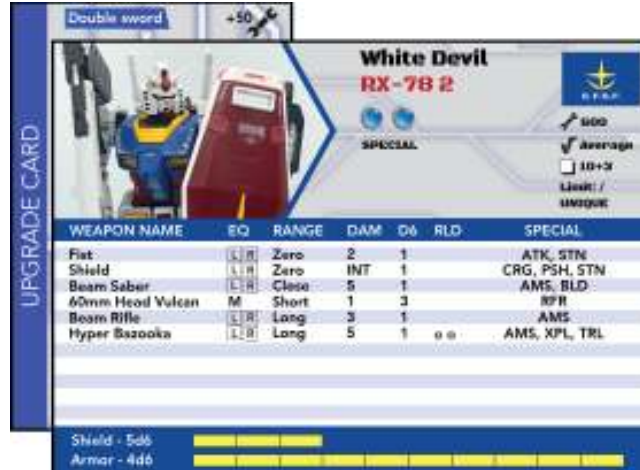 Double sword +50
UPGRADE CARD
White Devil
RX-78 2
SPECIAL
average
10+3
Limit: /
UNIQUE
WEAPON NAME EQ RANGE DAM D6 RLD SPECIAL
Fist L R Zero 2 1 ATK, STN
Shield L R Zero INT 1 CRG, PSH, STN
Beam Saber L R Close 5 1 AMS, BLD
60mm Head Vulcan M Short 1 3 RFR
Beam Rifle L R Long 3 1 AMS
Hyper Bazooka L R Long 5 1 o o AMS, XPL, TRL
Shield - 5d6
Armor - 4d6